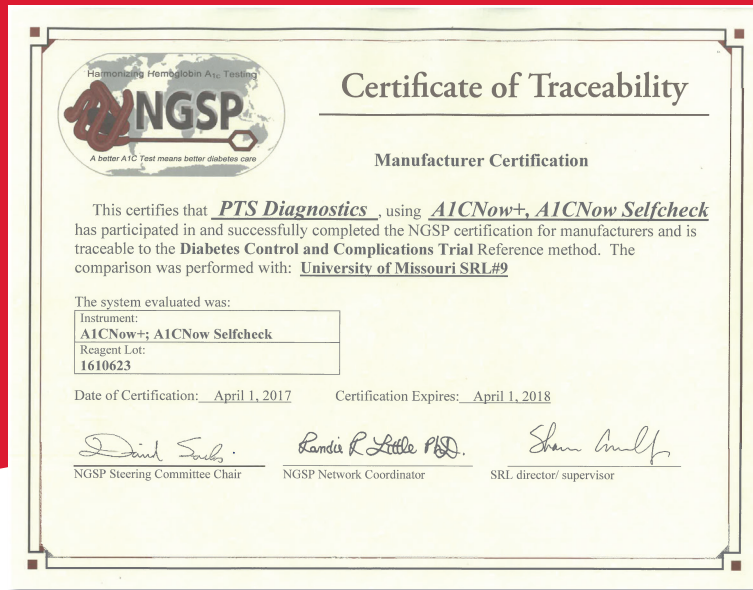 Harmonizing Hemoglobin A1c Testing
NGSP
A better A1C Test means better diabetes care
Certificate of Traceability
Manufacturer Certification
This certifies that PTS Diagnostics, using A1CNow+, A1CNow Selfcheck
has participated in and successfully completed the NGSP certification for manufacturers and is
traceable to the Diabetes Control and Complications Trial Reference method. The
comparison was performed with: University of Missouri SRL#9
The system evaluated was:
Instrument:
A1CNow+; A1CNow Selfcheck
Reagent Lot:
1610623
Date of Certification: April 1, 2017 Certification Expires: April 1, 2018
David Sacks. Randie R Little PhD.
NGSP Steering Committee Chair NGSP Network Coordinator SRL director/ supervisor